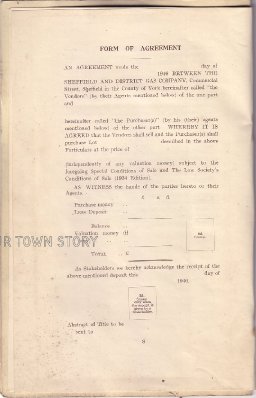 FORM OF AGREEMENT
AN AGREEMENT made the day of
1946 BETWEEN THE
SHEFFIELD AND DISTRICT GAS COMPANY, Commercial
Street, Sheffield in the County of York hereinafter called "the
Vendors" (by their Agents mentioned below) of the one part
and
hereinafter called "the Purchaser(s)" (by his (their) agents
mentioned below) of the other part WHEREBY IT IS
AGREED that the Vendors shall sell and the Purchaser(s) shall
purchase Lot described in the above
Particulars at the price of
(independently of any valuation money) subject to the
foregoing Special Conditions of Sale and The Law Society's
Conditions of Sale (1934 Edition).
AS WITNESS the hands of the parties hereto or their
Agents.
£ s. d.
Purchase money ..
Less Deposit ..
Balance
Valuation money (if
6d.
UR TOWN STORY
Total .. £
As Stakeholders we hereby acknowledge the receipt of the
above-mentioned deposit this day of
1946.
2d.
Abstract of Title to be
sent to
8